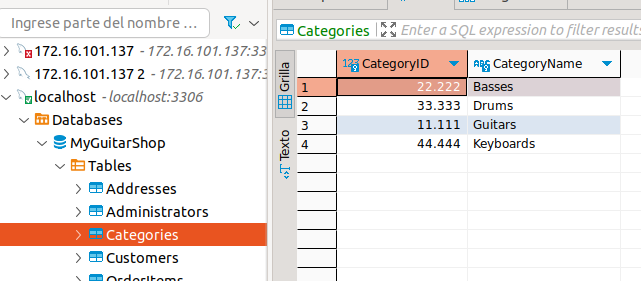 Ingrese parte del nombre ...
172.16.101.137 - 172.16.101.137:33
172.16.101.137 2 - 172.16.101.137:
localhost - localhost:3306
Databases
MyGuitarShop
Tables
Addresses
Administrators
Categories
Customers
OrderItems
Categories Enter a SQL expression to filter results
Grilla
Texto
123 CategoryID ABC CategoryName
1 22.222 Basses
2 33.333 Drums
3 11.111 Guitars
4 44.444 Keyboards